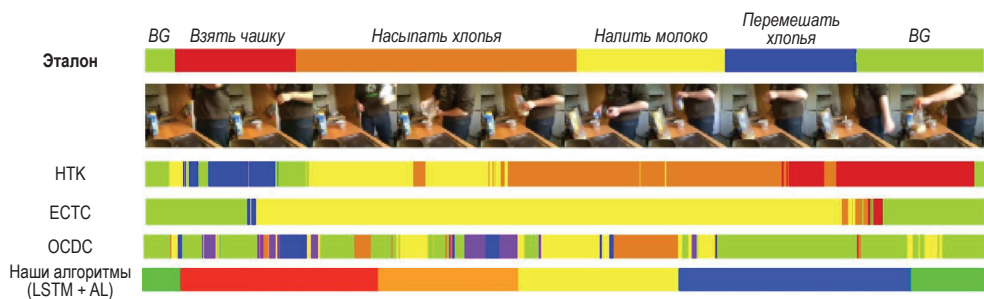 BG
Взять чашку
Насыпать хлопья
Налить молоко
Перемешать
хлопья
BG
Эталон
HTK
ECTC
OCDC
Наши алгоритмы
(LSTM + AL)